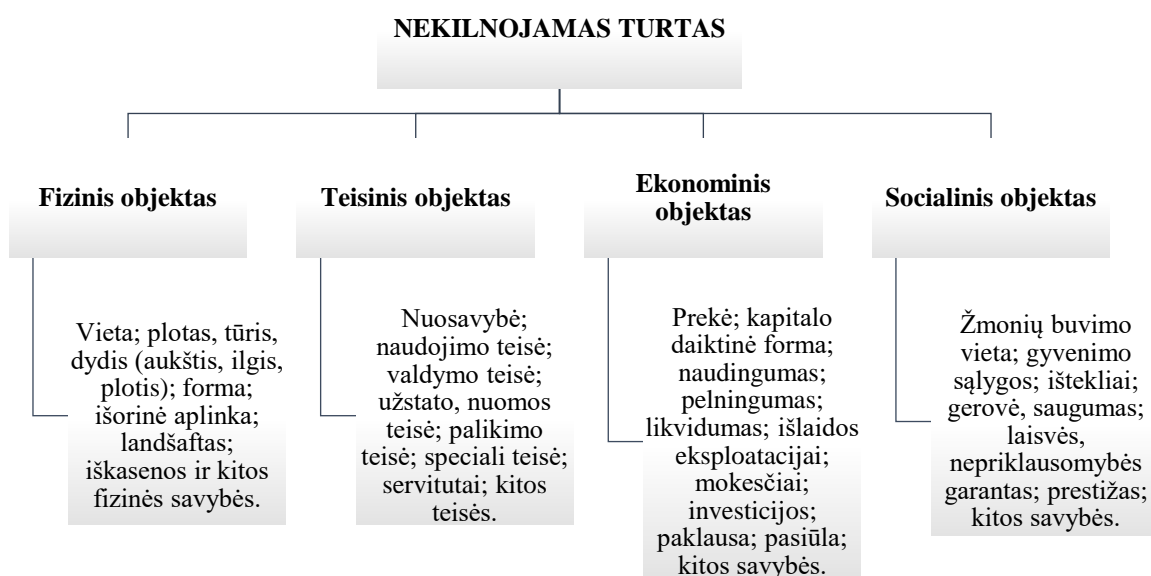 NEKILNOJAMAS TURTAS
Fizinis objektas
Vieta; plotas, tūris,
dydis (aukštis, ilgis,
plotis); forma;
išorinė aplinka;
landšaftas;
iškasenos ir kitos
fizinės savybės.
Teisinis objektas
Nuosavybė;
naudojimo teisė;
valdymo teisė;
užstato, nuomos
teisė; palikimo
teisė; speciali teisė;
servitutai; kitos
teisės.
Ekonominis
objektas
Prekė; kapitalo
daiktinė forma;
naudingumas;
pelningumas;
likvidumas; išlaidos
eksploatacijai;
mokesčiai;
investicijos;
paklausa; pasiūla;
kitos savybės.
Socialinis objektas
Žmonių buvimo
vieta; gyvenimo
sąlygos; ištekliai;
gerovė, saugumas;
laisvės,
nepriklausomybės
garantas; prestižas;
kitos savybės.